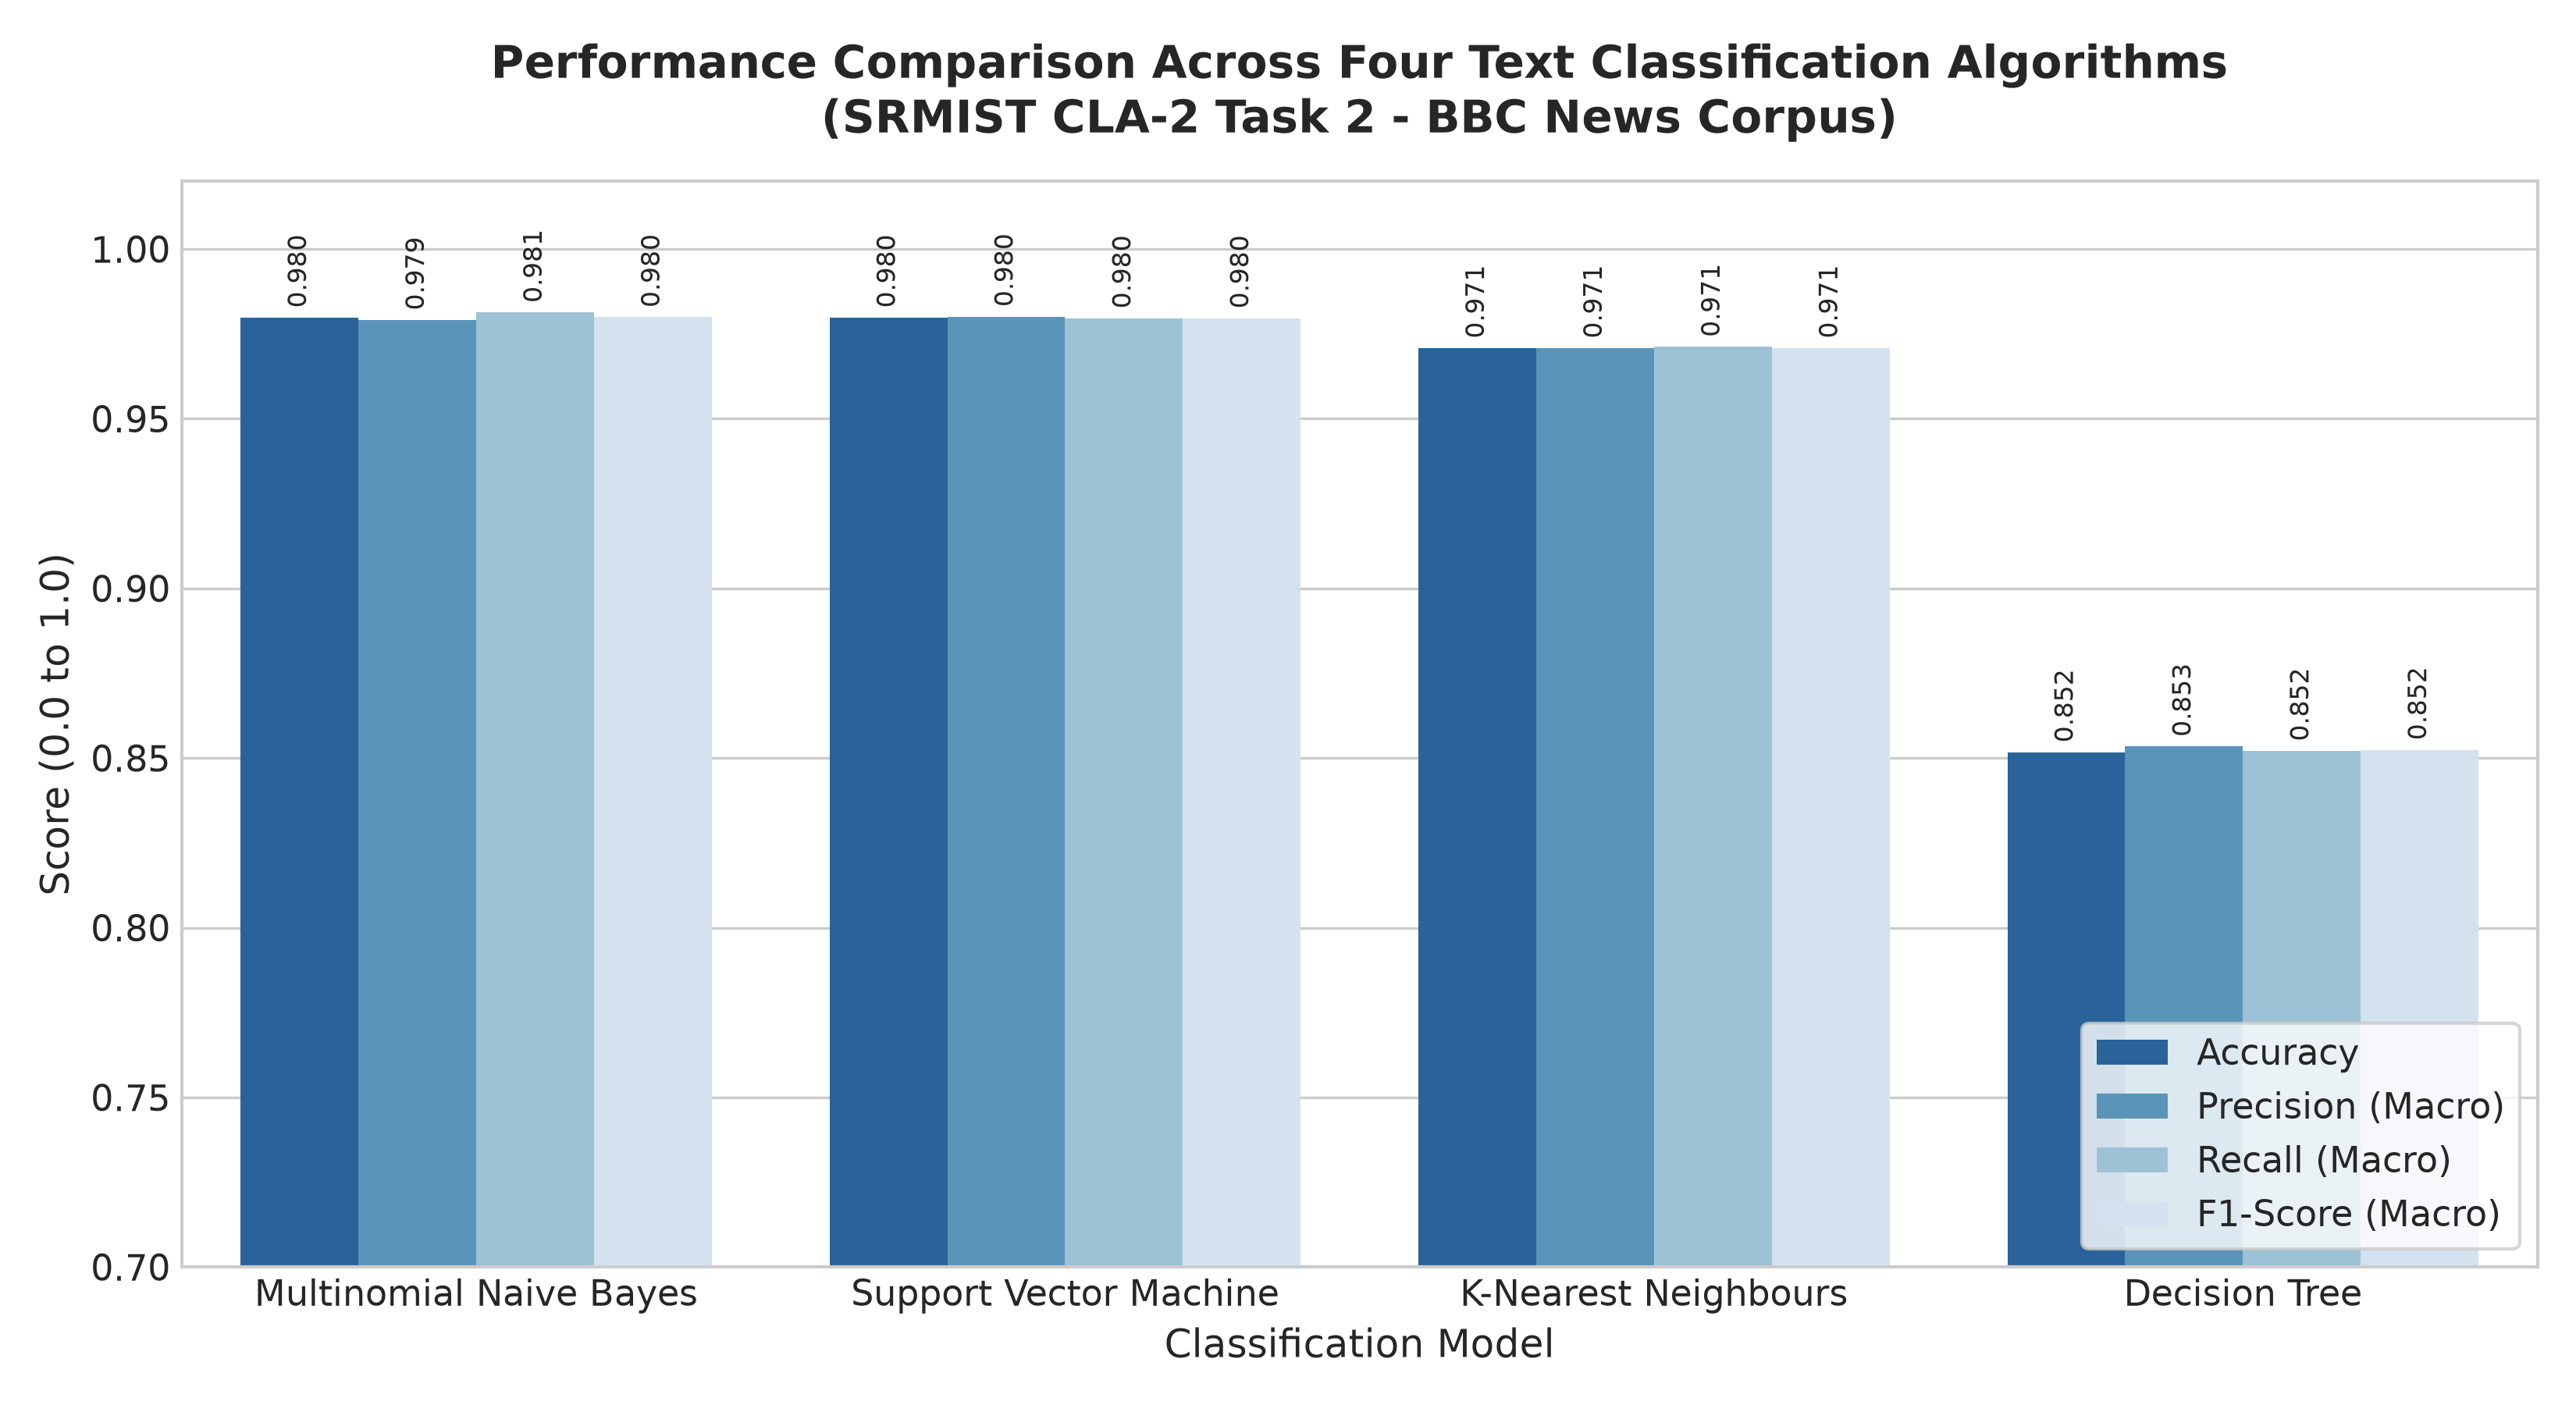 Performance Comparison Across Four Text Classification Algorithms
(SRMIST CLA-2 Task 2 - BBC News Corpus)
Score (0.0 to 1.0)
1.00
0.95
0.90
0.85
0.80
0.75
0.70
0.980
0.979
0.981
0.980
0.980
0.980
0.980
0.980
0.971
0.971
0.971
0.971
0.852
0.853
0.852
0.852
Accuracy
Precision (Macro)
Recall (Macro)
F1-Score (Macro)
Multinomial Naive Bayes
Support Vector Machine
K-Nearest Neighbours
Decision Tree
Classification Model